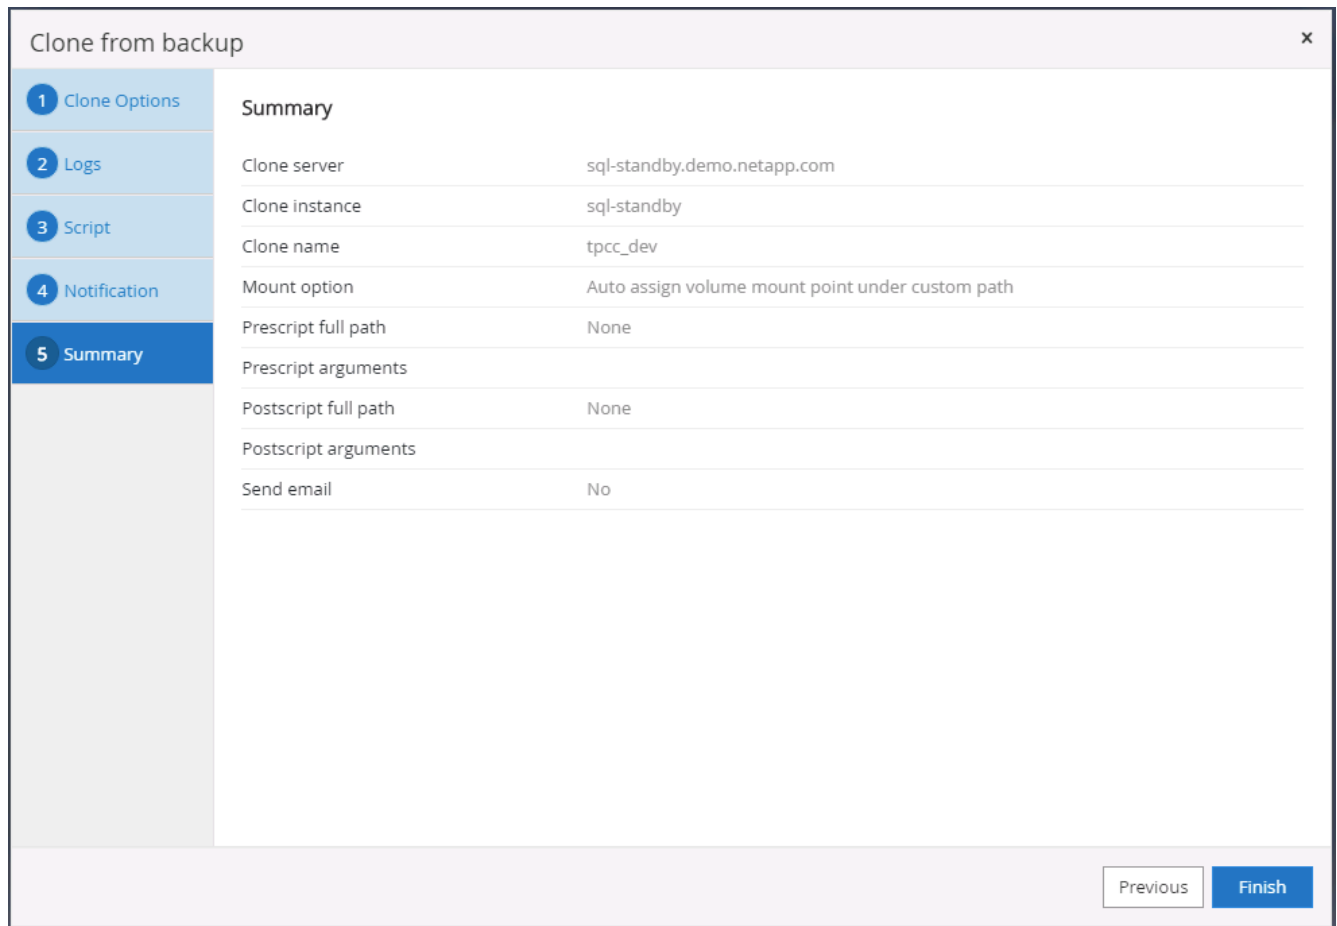 Clone from backup
×
1 Clone Options
2 Logs
3 Script
4 Notification
5 Summary
Summary
Clone server sql-standby.demo.netapp.com
Clone instance sql-standby
Clone name tpcc_dev
Mount option Auto assign volume mount point under custom path
Prescript full path None
Prescript arguments
Postscript full path None
Postscript arguments
Send email No
Previous Finish